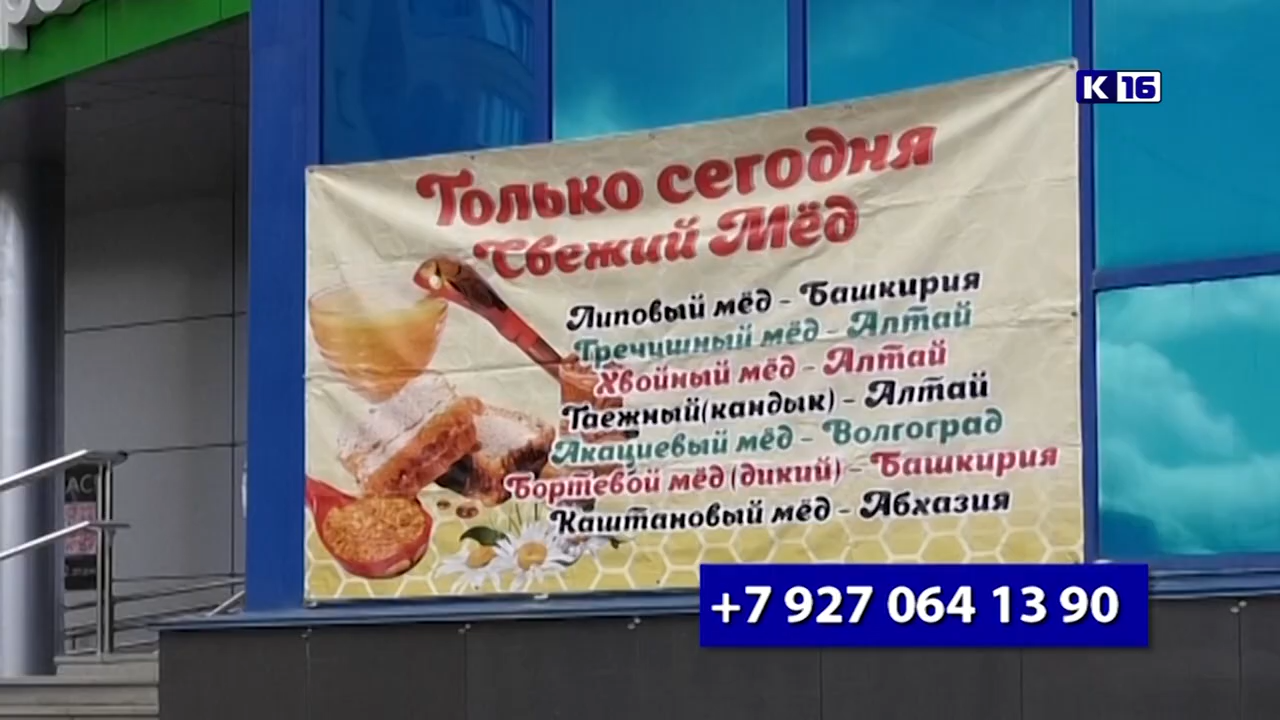 К 16
Только сегодня
Свежий Мёд
Липовый мёд - Башкирия
Гречишный мёд - Алтай
Хвойный мёд - Алтай
Таежный(кандык) - Алтай
Акациевый мёд - Волгоград
Бортевой мёд (дикий) - Башкирия
Каштановый мёд - Абхазия
+7 927 064 13 90